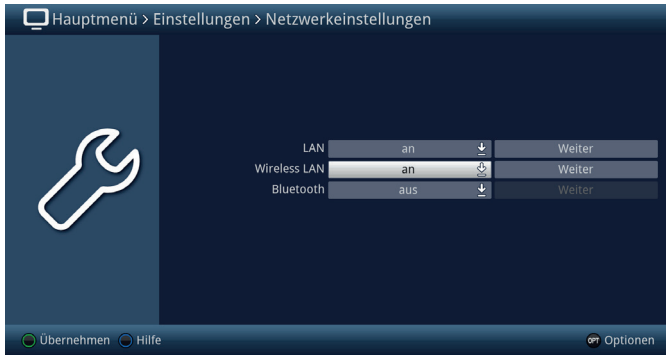 Hauptmenü > Einstellungen > Netzwerkeinstellungen
LAN an Weiter
Wireless LAN an Weiter
Bluetooth aus Weiter
Übernehmen Hilfe OPT Optionen